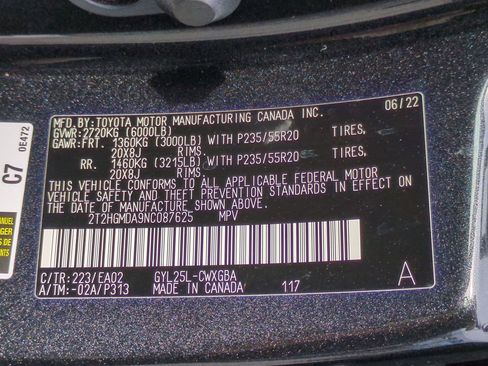 MFD.BY:TOYOTA MOTOR MANUFACTURING CANADA INC. 06/22
GVWR:2720KG (6000LB)
GAWR:FRT. 1360KG (3000LB) WITH P235/55R20 TIRES,
20X8J RIMS,
RR. 1460KG (3215LB) WITH P235/55R20 TIRES,
20X8J RIMS,
THIS VEHICLE CONFORMS TO ALL APPLICABLE FEDERAL MOTOR
VEHICLE SAFETY AND THEFT PREVENTION STANDARDS IN
EFFECT ON THE DATE OF MANUFACTURE SHOWN ABOVE.
2T2HGMDA9NC087625 MPV
C/TR:223/EA02 GYL25L-CWXGBA A
A/TM:-02A/P313 MADE IN CANADA 117
C7
0E472